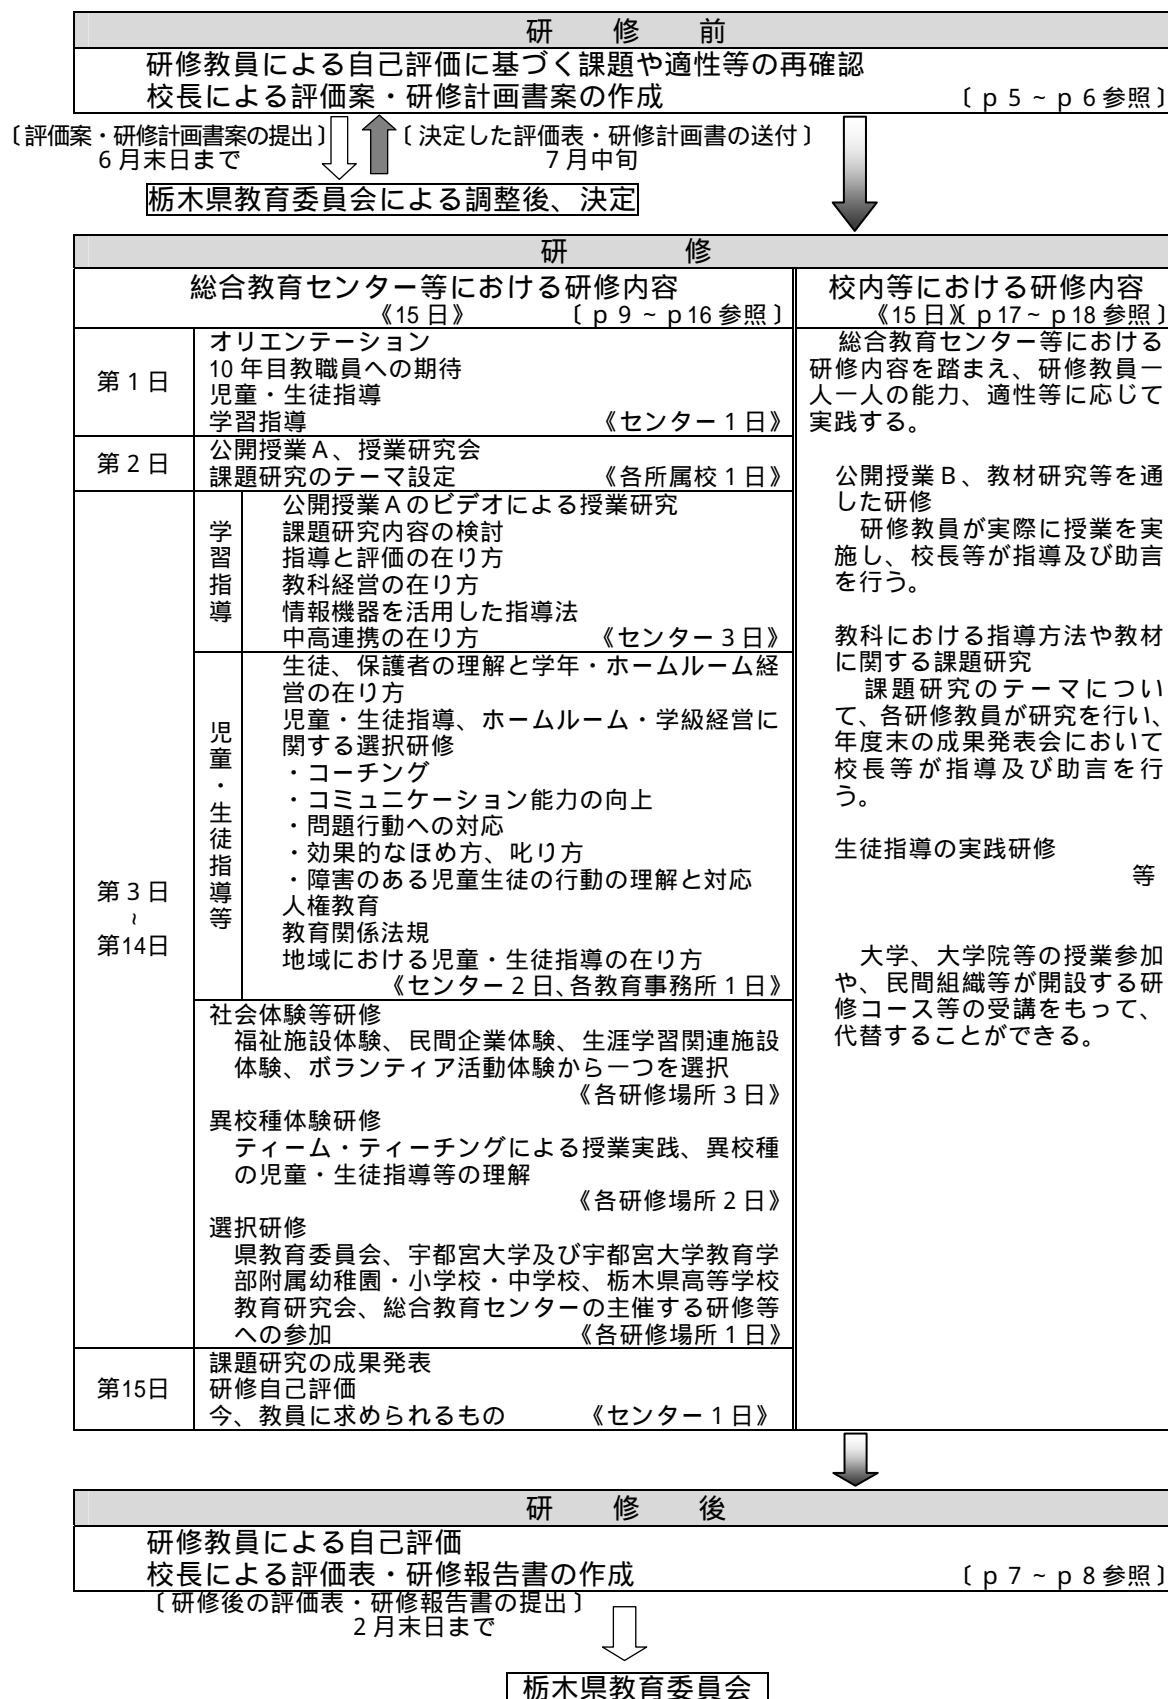 研　修　前
研修教員による自己評価に基づく課題や適性等の再確認
校長による評価案・研修計画書案の作成　〔p5~p6参照〕
〔評価案・研修計画書案の提出〕
6月末日まで
〔決定した評価表・研修計画書の送付〕
7月中旬
栃木県教育委員会による調整後、決定
研　　修
総合教育センター等における研修内容
《15日》　〔p9~p16参照〕
第1日
オリエンテーション
10年目教職員への期待
児童・生徒指導
学習指導　《センター1日》
第2日
公開授業A、授業研究会
課題研究のテーマ設定　《各所属校1日》
第3日
~
第14日
学習指導
公開授業Aのビデオによる授業研究
課題研究内容の検討
指導と評価の在り方
教科経営の在り方
情報機器を活用した指導法
中高連携の在り方　《センター3日》
児童・生徒指導等
生徒、保護者の理解と学年・ホームルーム経
営の在り方
児童・生徒指導、ホームルーム・学級経営に
関する選択研修
・コーチング
・コミュニケーション能力の向上
・問題行動への対応
・効果的なほめ方、叱り方
・障害のある児童生徒の行動の理解と対応
人権教育
教育関係法規
地域における児童・生徒指導の在り方
《センター2日、各教育事務所1日》
社会体験等研修
福祉施設体験、民間企業体験、生涯学習関連施設
体験、ボランティア活動体験から一つを選択
《各研修場所3日》
異校種体験研修
ティーム・ティーチングによる授業実践、異校種
の児童・生徒指導等の理解
《各研修場所2日》
選択研修
県教育委員会、宇都宮大学及び宇都宮大学教育学
部附属幼稚園・小学校・中学校、栃木県高等学校
教育研究会、総合教育センターの主催する研修等
への参加　《各研修場所1日》
第15日
課題研究の成果発表
研修自己評価
今、教員に求められるもの　《センター1日》
校内等における研修内容
《15日》〔p17~p18参照〕
総合教育センター等における
研修内容を踏まえ、研修教員一
人一人の能力、適性等に応じて
実践する。
公開授業B、教材研究等を通
した研修
研修教員が実際に授業を実
施し、校長等が指導及び助言
を行う。
教科における指導方法や教材
に関する課題研究
課題研究のテーマについ
て、各研修教員が研究を行い、
年度末の成果発表会において
校長等が指導及び助言を行
う。
生徒指導の実践研修
等
大学、大学院等の授業参加
や、民間組織等が開設する研
修コース等の受講をもって、
代替することができる。
研　修　後
研修教員による自己評価
校長による評価表・研修報告書の作成　〔p7~p8参照〕
〔研修後の評価表・研修報告書の提出〕
2月末日まで
栃木県教育委員会